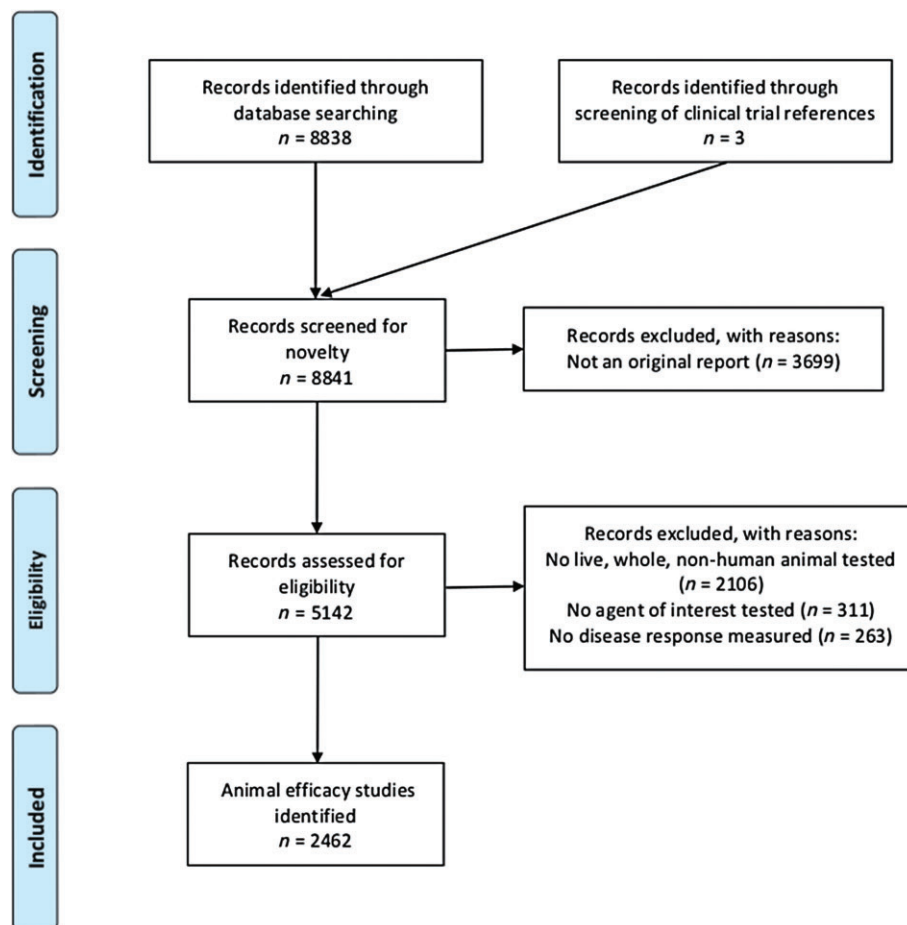 Identification
Records identified through
database searching
n = 8838
Records identified through
screening of clinical trial references
n = 3
Screening
Records screened for
novelty
n = 8841
Records excluded, with reasons:
Not an original report (n = 3699)
Eligibility
Records assessed for
eligibility
n = 5142
Records excluded, with reasons:
No live, whole, non-human animal tested
(n = 2106)
No agent of interest tested (n = 311)
No disease response measured (n = 263)
Included
Animal efficacy studies
identified
n = 2462